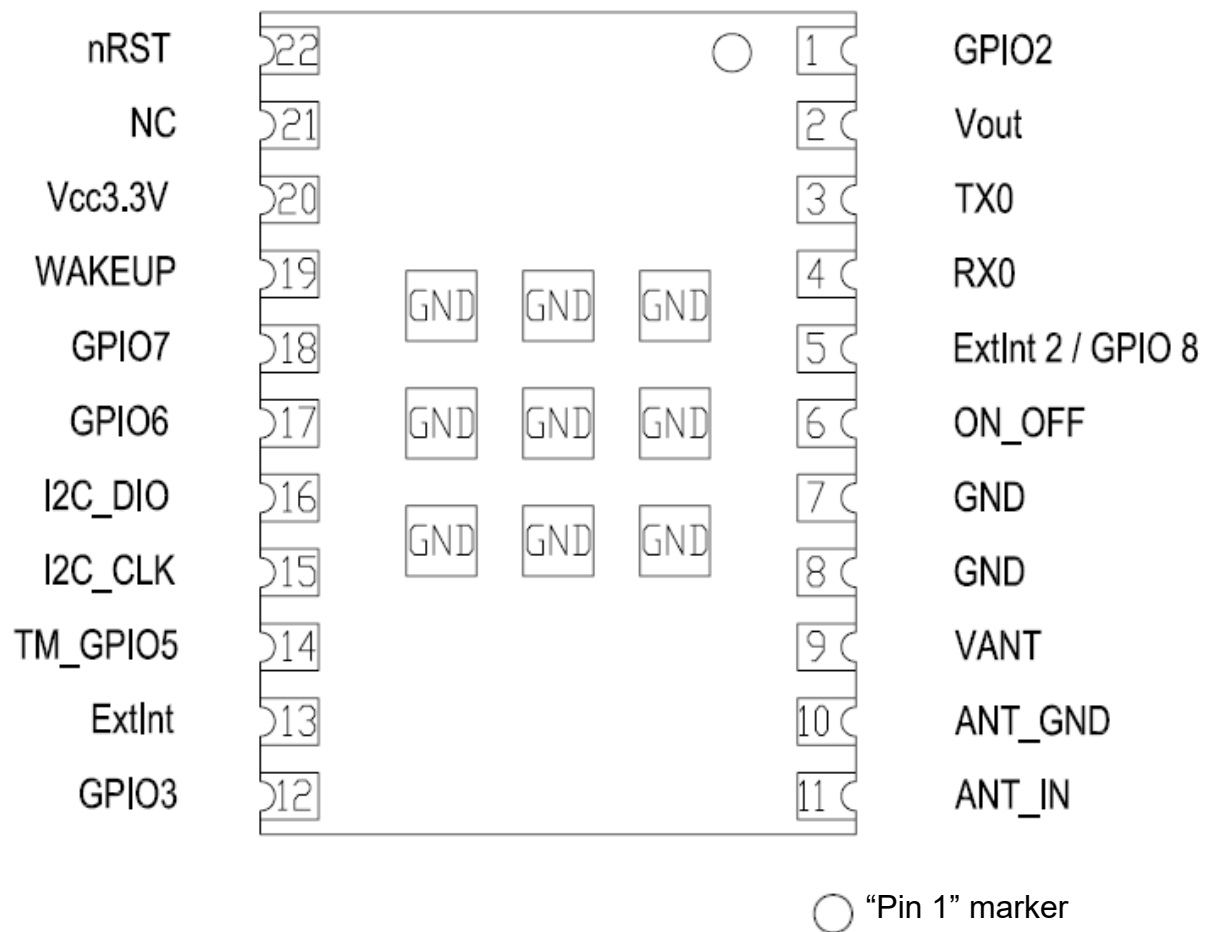 nRST 22 1 GPIO2
NC 21 2 Vout
Vcc3.3V 20 3 TX0
WAKEUP 19 4 RX0
GND GND GND
GPIO7 18 5 ExtInt 2 / GPIO 8
GPIO6 17 GND GND GND 6 ON_OFF
I2C_DIO 16 7 GND
GND GND GND
I2C_CLK 15 8 GND
TM_GPIO5 14 9 VANT
ExtInt 13 10 ANT_GND
GPIO3 12 11 ANT_IN
“Pin 1” marker